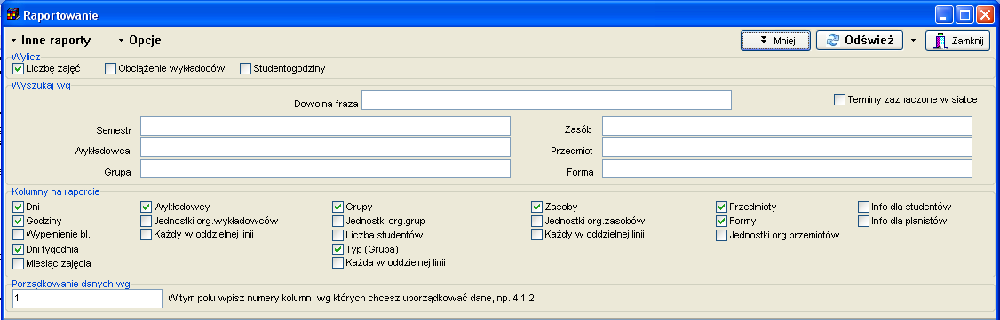 Raportowanie
Inne raporty Opcje Mniej Odśwież Zamknij
Wylicz
Liczbę zajęć Obciążenie wykładoców Studentogodziny
Wyszukaj wg
Dowolna fraza Terminy zaznaczone w siatce
Semestr Zasób
Wykładowca Przedmiot
Grupa Forma
Kolumny na raporcie
Dni Wykładowcy Grupy Zasoby Przedmioty Info dla studentów
Godziny Jednostki org.wykładowców Jednostki org.grup Jednostki org.zasobów Formy Info dla planistów
Wypełnienie bl. Każdy w oddzielnej linii Liczba studentów Każdy w oddzielnej linii Jednostki org.przemiotów
Dni tygodnia Typ (Grupa)
Miesiąc zajęcia Każda w oddzielnej linii
Porządkowanie danych wg
1 W tym polu wpisz numery kolumn, wg których chcesz uporządkować dane, np. 4,1,2